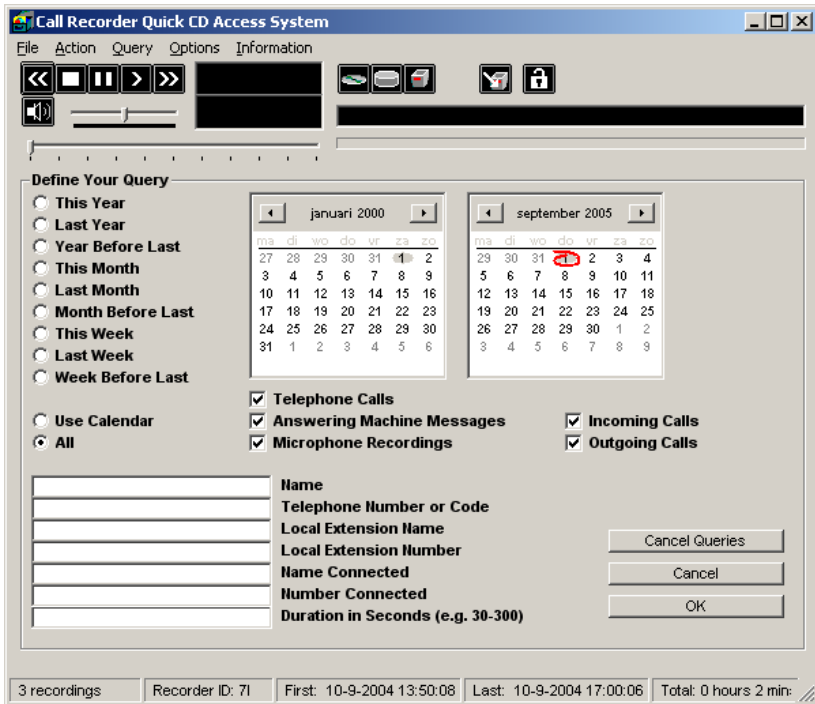 Call Recorder Quick CD Access System
File Action Query Options Information
Define Your Query
This Year
Last Year
Year Before Last
This Month
Last Month
Month Before Last
This Week
Last Week
Week Before Last
Use Calendar
All
januari 2000
ma di wo do vr za zo
27 28 29 30 31 1 2
3 4 5 6 7 8 9
10 11 12 13 14 15 16
17 18 19 20 21 22 23
24 25 26 27 28 29 30
31 1 2 3 4 5 6
september 2005
ma di wo do vr za zo
29 30 31 1 2 3 4
5 6 7 8 9 10 11
12 13 14 15 16 17 18
19 20 21 22 23 24 25
26 27 28 29 30 1 2
3 4 5 6 7 8 9
Telephone Calls
Answering Machine Messages
Microphone Recordings
Incoming Calls
Outgoing Calls
Name
Telephone Number or Code
Local Extension Name
Local Extension Number
Name Connected
Number Connected
Duration in Seconds (e.g. 30-300)
Cancel Queries
Cancel
OK
3 recordings Recorder ID: 7I First: 10-9-2004 13:50:08 Last: 10-9-2004 17:00:06 Total: 0 hours 2 min: